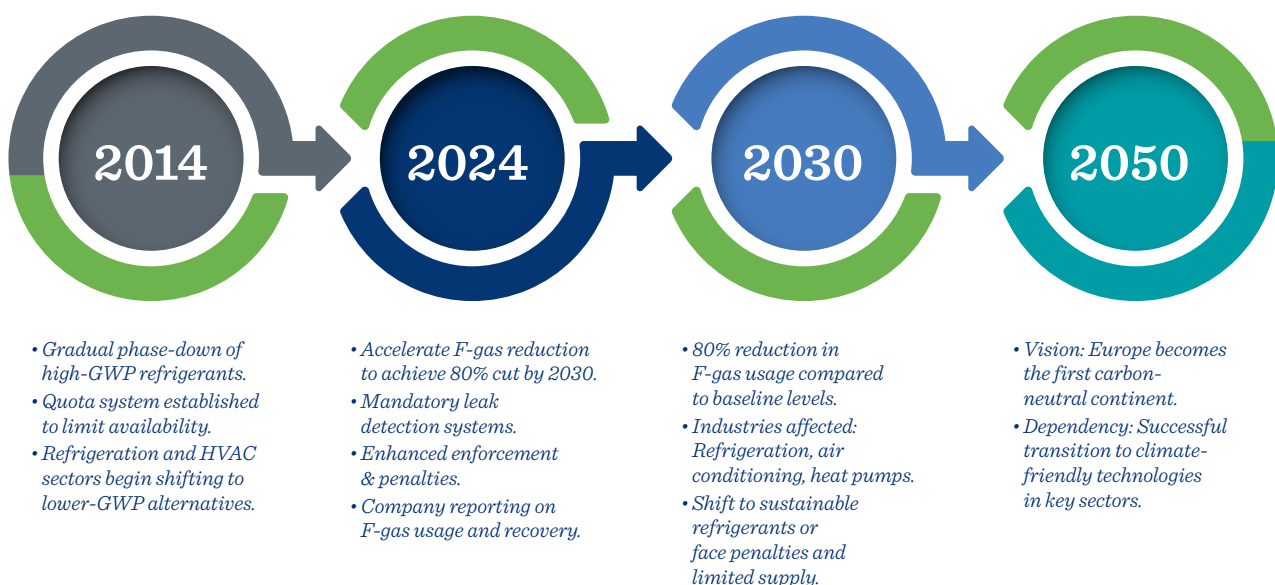 2014
2024
2030
2050
• Gradual phase-down of
high-GWP refrigerants.
• Quota system established
to limit availability.
• Refrigeration and HVAC
sectors begin shifting to
lower-GWP alternatives.
• Accelerate F-gas reduction
to achieve 80% cut by 2030.
• Mandatory leak
detection systems.
• Enhanced enforcement
& penalties.
• Company reporting on
F-gas usage and recovery.
• 80% reduction in
F-gas usage compared
to baseline levels.
• Industries affected:
Refrigeration, air
conditioning, heat pumps.
• Shift to sustainable
refrigerants or
face penalties and
limited supply.
• Vision: Europe becomes
the first carbon-
neutral continent.
• Dependency: Successful
transition to climate-
friendly technologies
in key sectors.